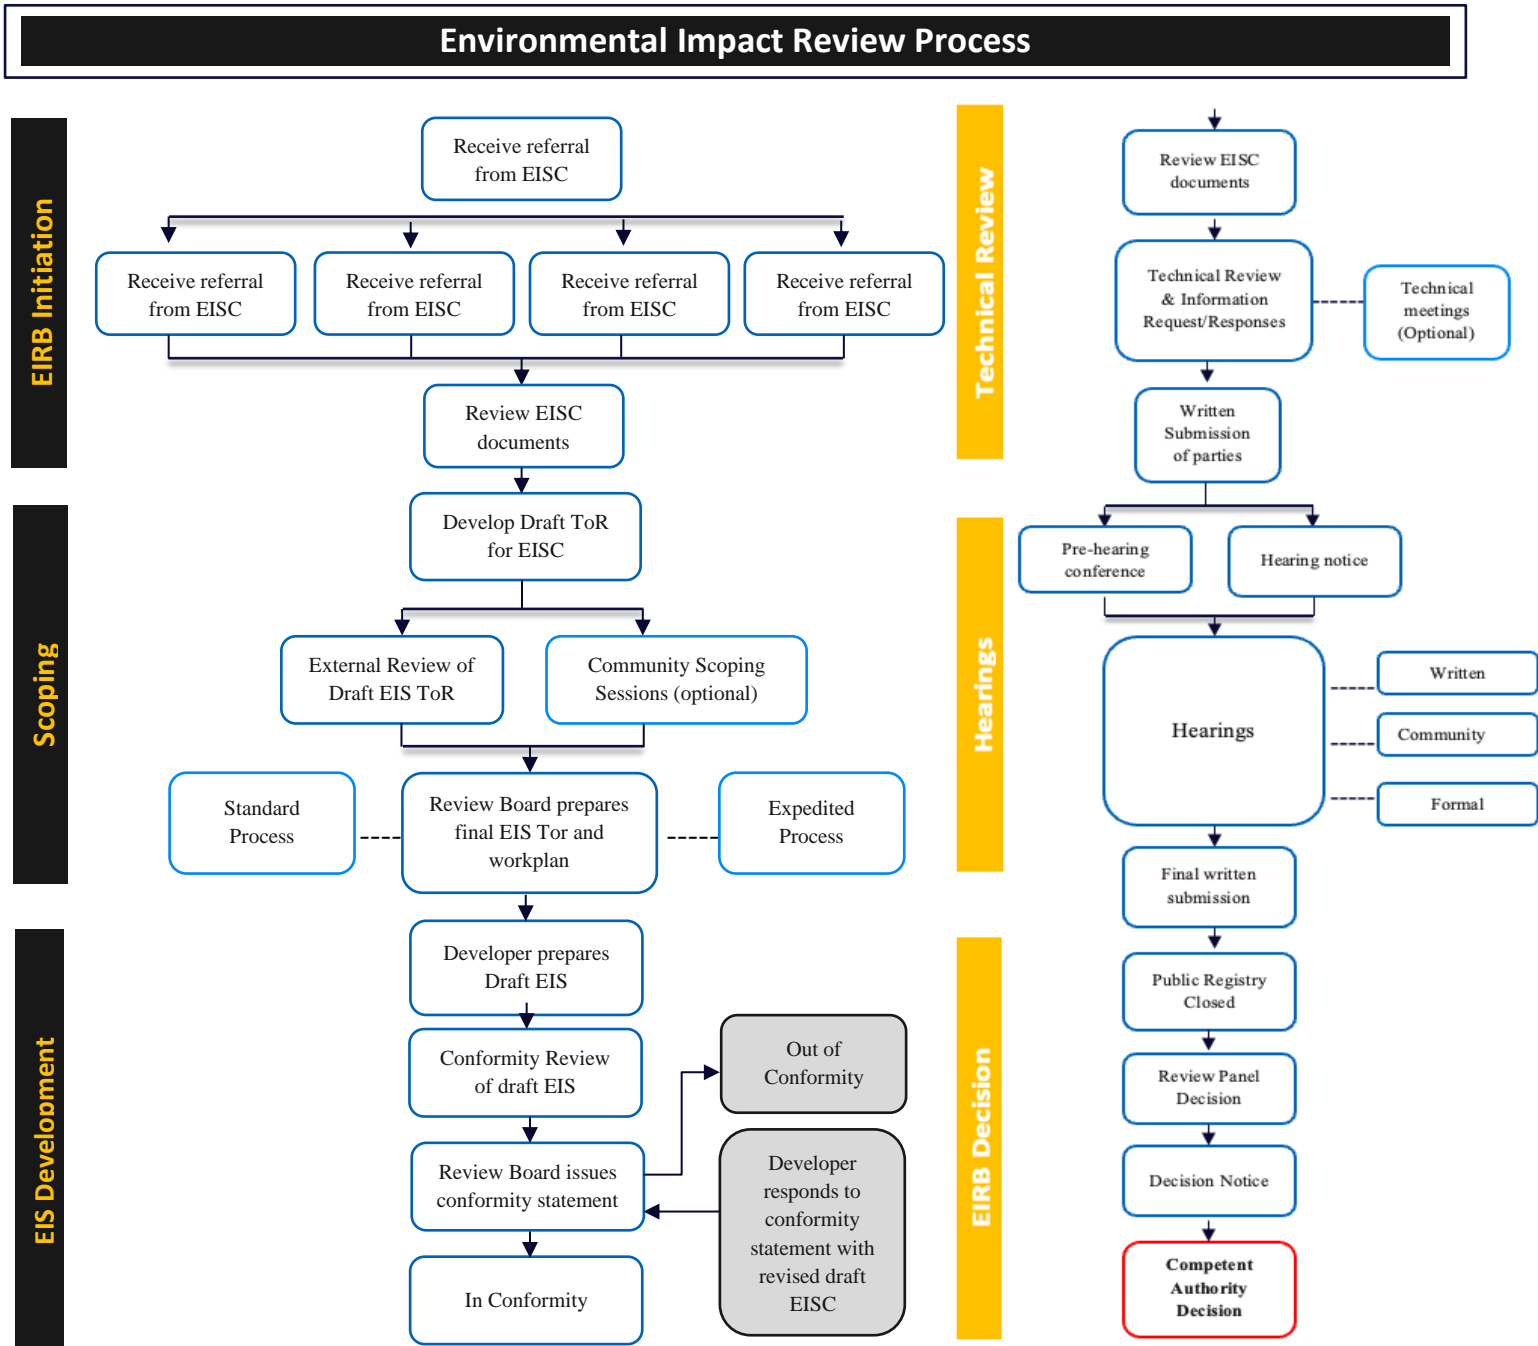 Environmental Impact Review Process
EIRB Initiation
Receive referral
from EISC
Receive referral
from EISC
Receive referral
from EISC
Receive referral
from EISC
Receive referral
from EISC
Review EISC
documents
Scoping
Develop Draft ToR
for EISC
External Review of
Draft EIS ToR
Community Scoping
Sessions (optional)
Standard
Process
Review Board prepares
final EIS Tor and
workplan
Expedited
Process
EIS Development
Developer prepares
Draft EIS
Conformity Review
of draft EIS
Out of
Conformity
Review Board issues
conformity statement
Developer
responds to
conformity
statement with
revised draft
EISC
In Conformity
Technical Review
Review EISC
documents
Technical Review
& Information
Request/Responses
Technical
meetings
(Optional)
Written
Submission
of parties
Hearings
Pre-hearing
conference
Hearing notice
Hearings
Written
Community
Formal
Final written
submission
EIRB Decision
Public Registry
Closed
Review Panel
Decision
Decision Notice
Competent
Authority
Decision